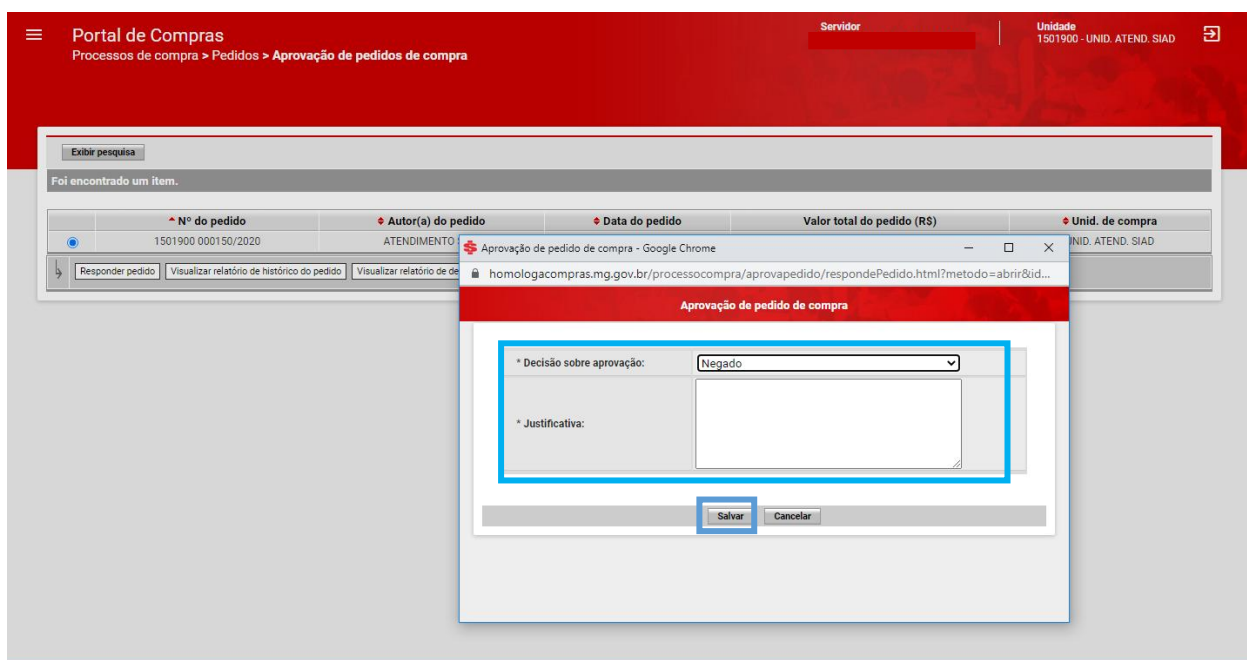 Portal de Compras
Processos de compra > Pedidos > Aprovação de pedidos de compra
Servidor
Unidade
1501900 - UNID. ATEND. SIAD
Exibir pesquisa
Foi encontrado um item.
Nº do pedido Autor(a) do pedido Data do pedido Valor total do pedido (R$) Unid. de compra
1501900 000150/2020 ATENDIMENTO UNID. ATEND. SIAD
Responder pedido Visualizar relatório de histórico do pedido Visualizar relatório de de
Aprovação de pedido de compra - Google Chrome
homologacompras.mg.gov.br/processocompra/aprovapedido/respondePedido.html?metodo=abrir&id...
Aprovação de pedido de compra
* Decisão sobre aprovação: Negado
* Justificativa:
Salvar Cancelar